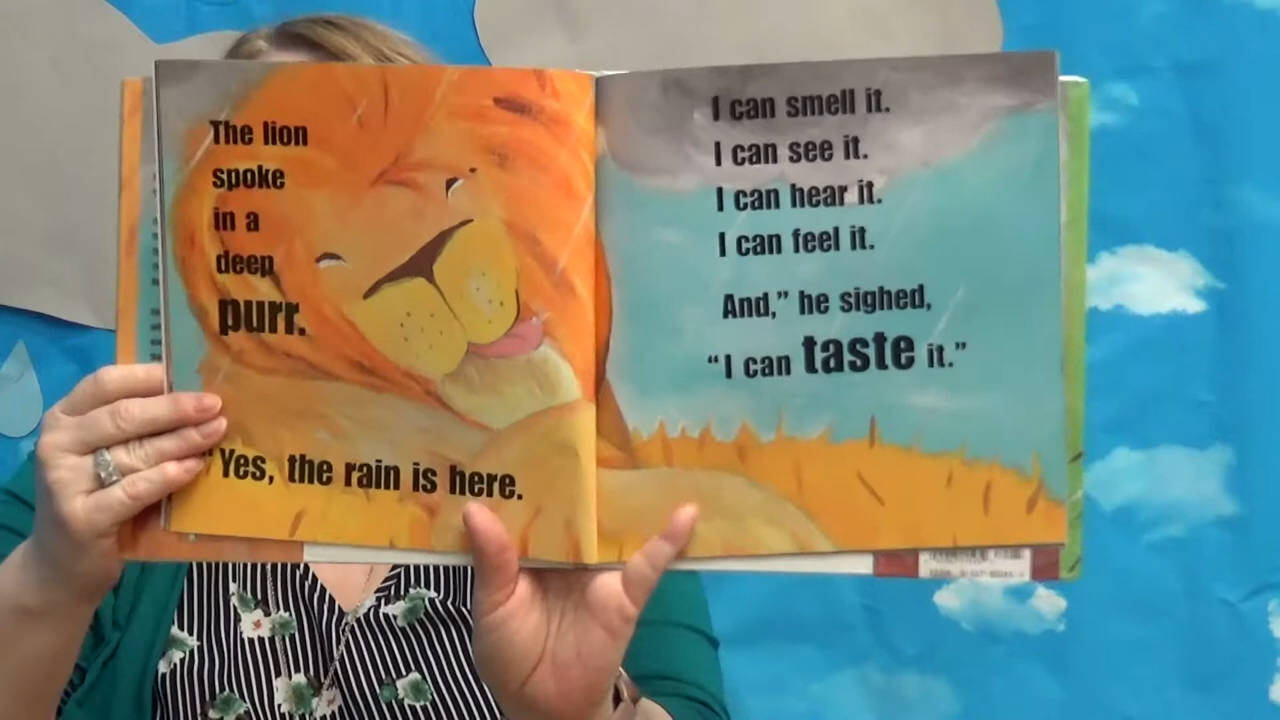 The lion
spoke
in a
deep
purr.
"Yes, the rain is here.
I can smell it.
I can see it.
I can hear it.
I can feel it.
And,” he sighed,
“I can taste it.”